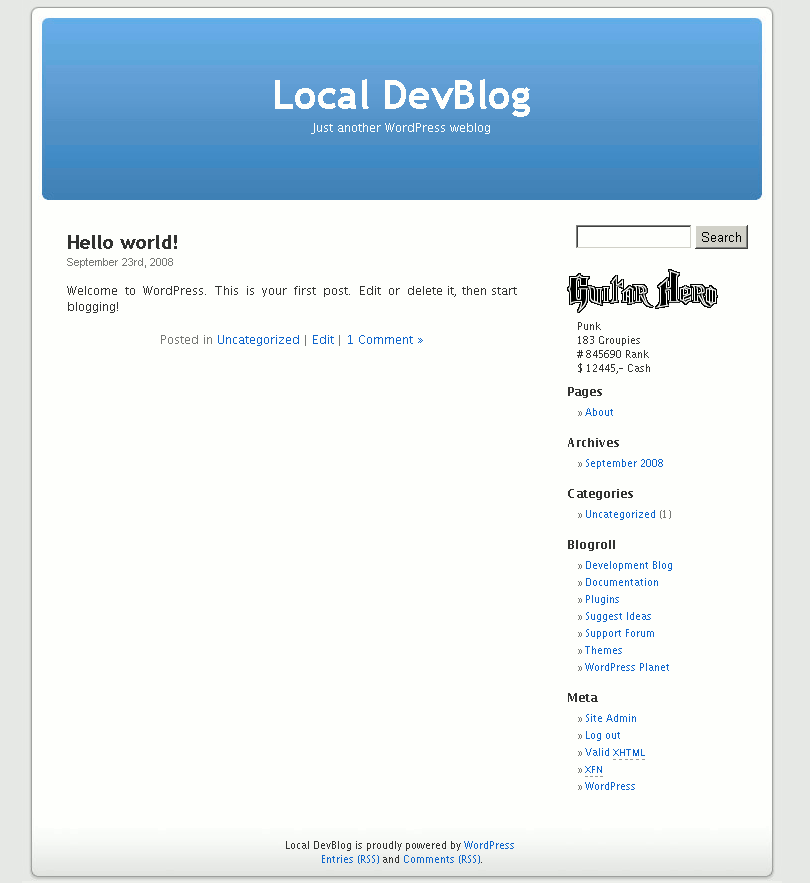 Local DevBlog
Just another WordPress weblog
Hello world!
September 23rd, 2008
Welcome to WordPress. This is your first post. Edit or delete it, then start
blogging!
Posted in Uncategorized | Edit | 1 Comment »
Search
Guitar Hero
Punk
183 Groupies
# 845690 Rank
$ 12445,- Cash
Pages
» About
Archives
» September 2008
Categories
» Uncategorized (1)
Blogroll
» Development Blog
» Documentation
» Plugins
» Suggest Ideas
» Support Forum
» Themes
» WordPress Planet
Meta
» Site Admin
» Log out
» Valid XHTML
» XFN
» WordPress
Local DevBlog is proudly powered by WordPress
Entries (RSS) and Comments (RSS).